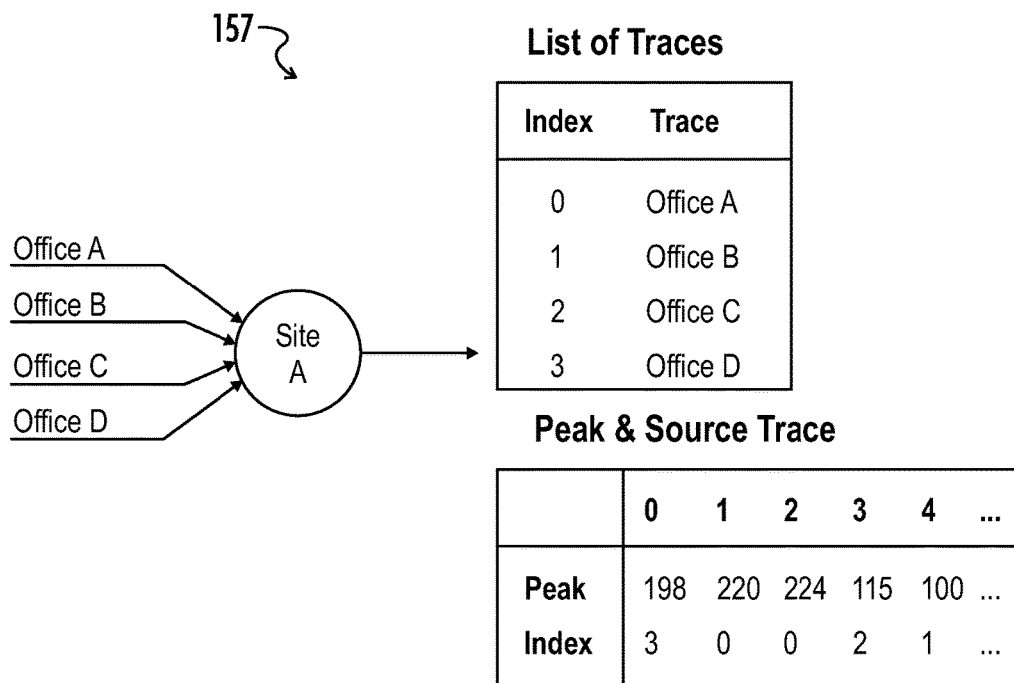 157
List of Traces
Index Trace
0 Office A
1 Office B
2 Office C
3 Office D
Office A
Office B
Office C
Office D
Site
A
Peak & Source Trace
0 1 2 3 4 ...
Peak 198 220 224 115 100 ...
Index 3 0 0 2 1 ...